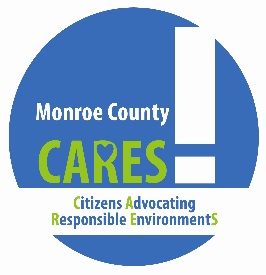 Monroe County
CARES!
Citizens Advocating
Responsible EnvironmentS